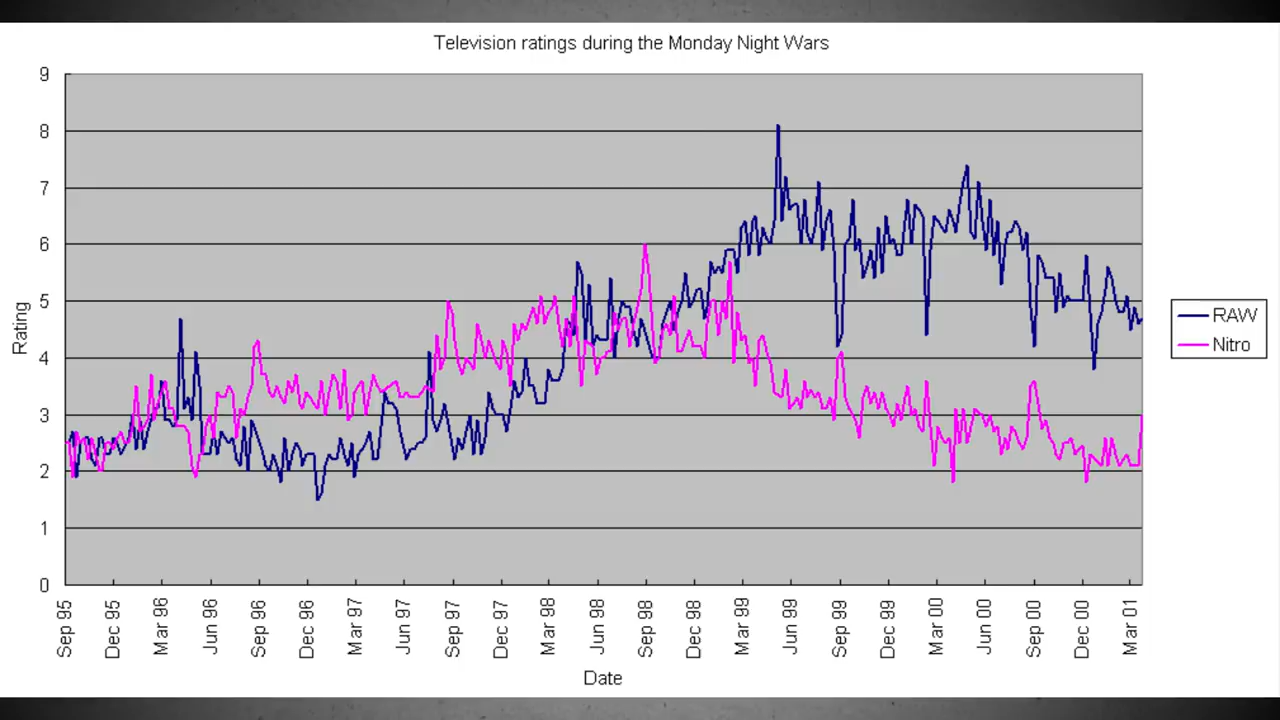 Television ratings during the Monday Night Wars
9
8
7
6
5
4
3
2
1
0
Rating
Sep 95
Dec 95
Mar 96
Jun 96
Sep 96
Dec 96
Mar 97
Jun 97
Sep 97
Dec 97
Mar 98
Jun 98
Sep 98
Dec 98
Mar 99
Jun 99
Sep 99
Dec 99
Mar 00
Jun 00
Sep 00
Dec 00
Mar 01
Date
RAW
Nitro